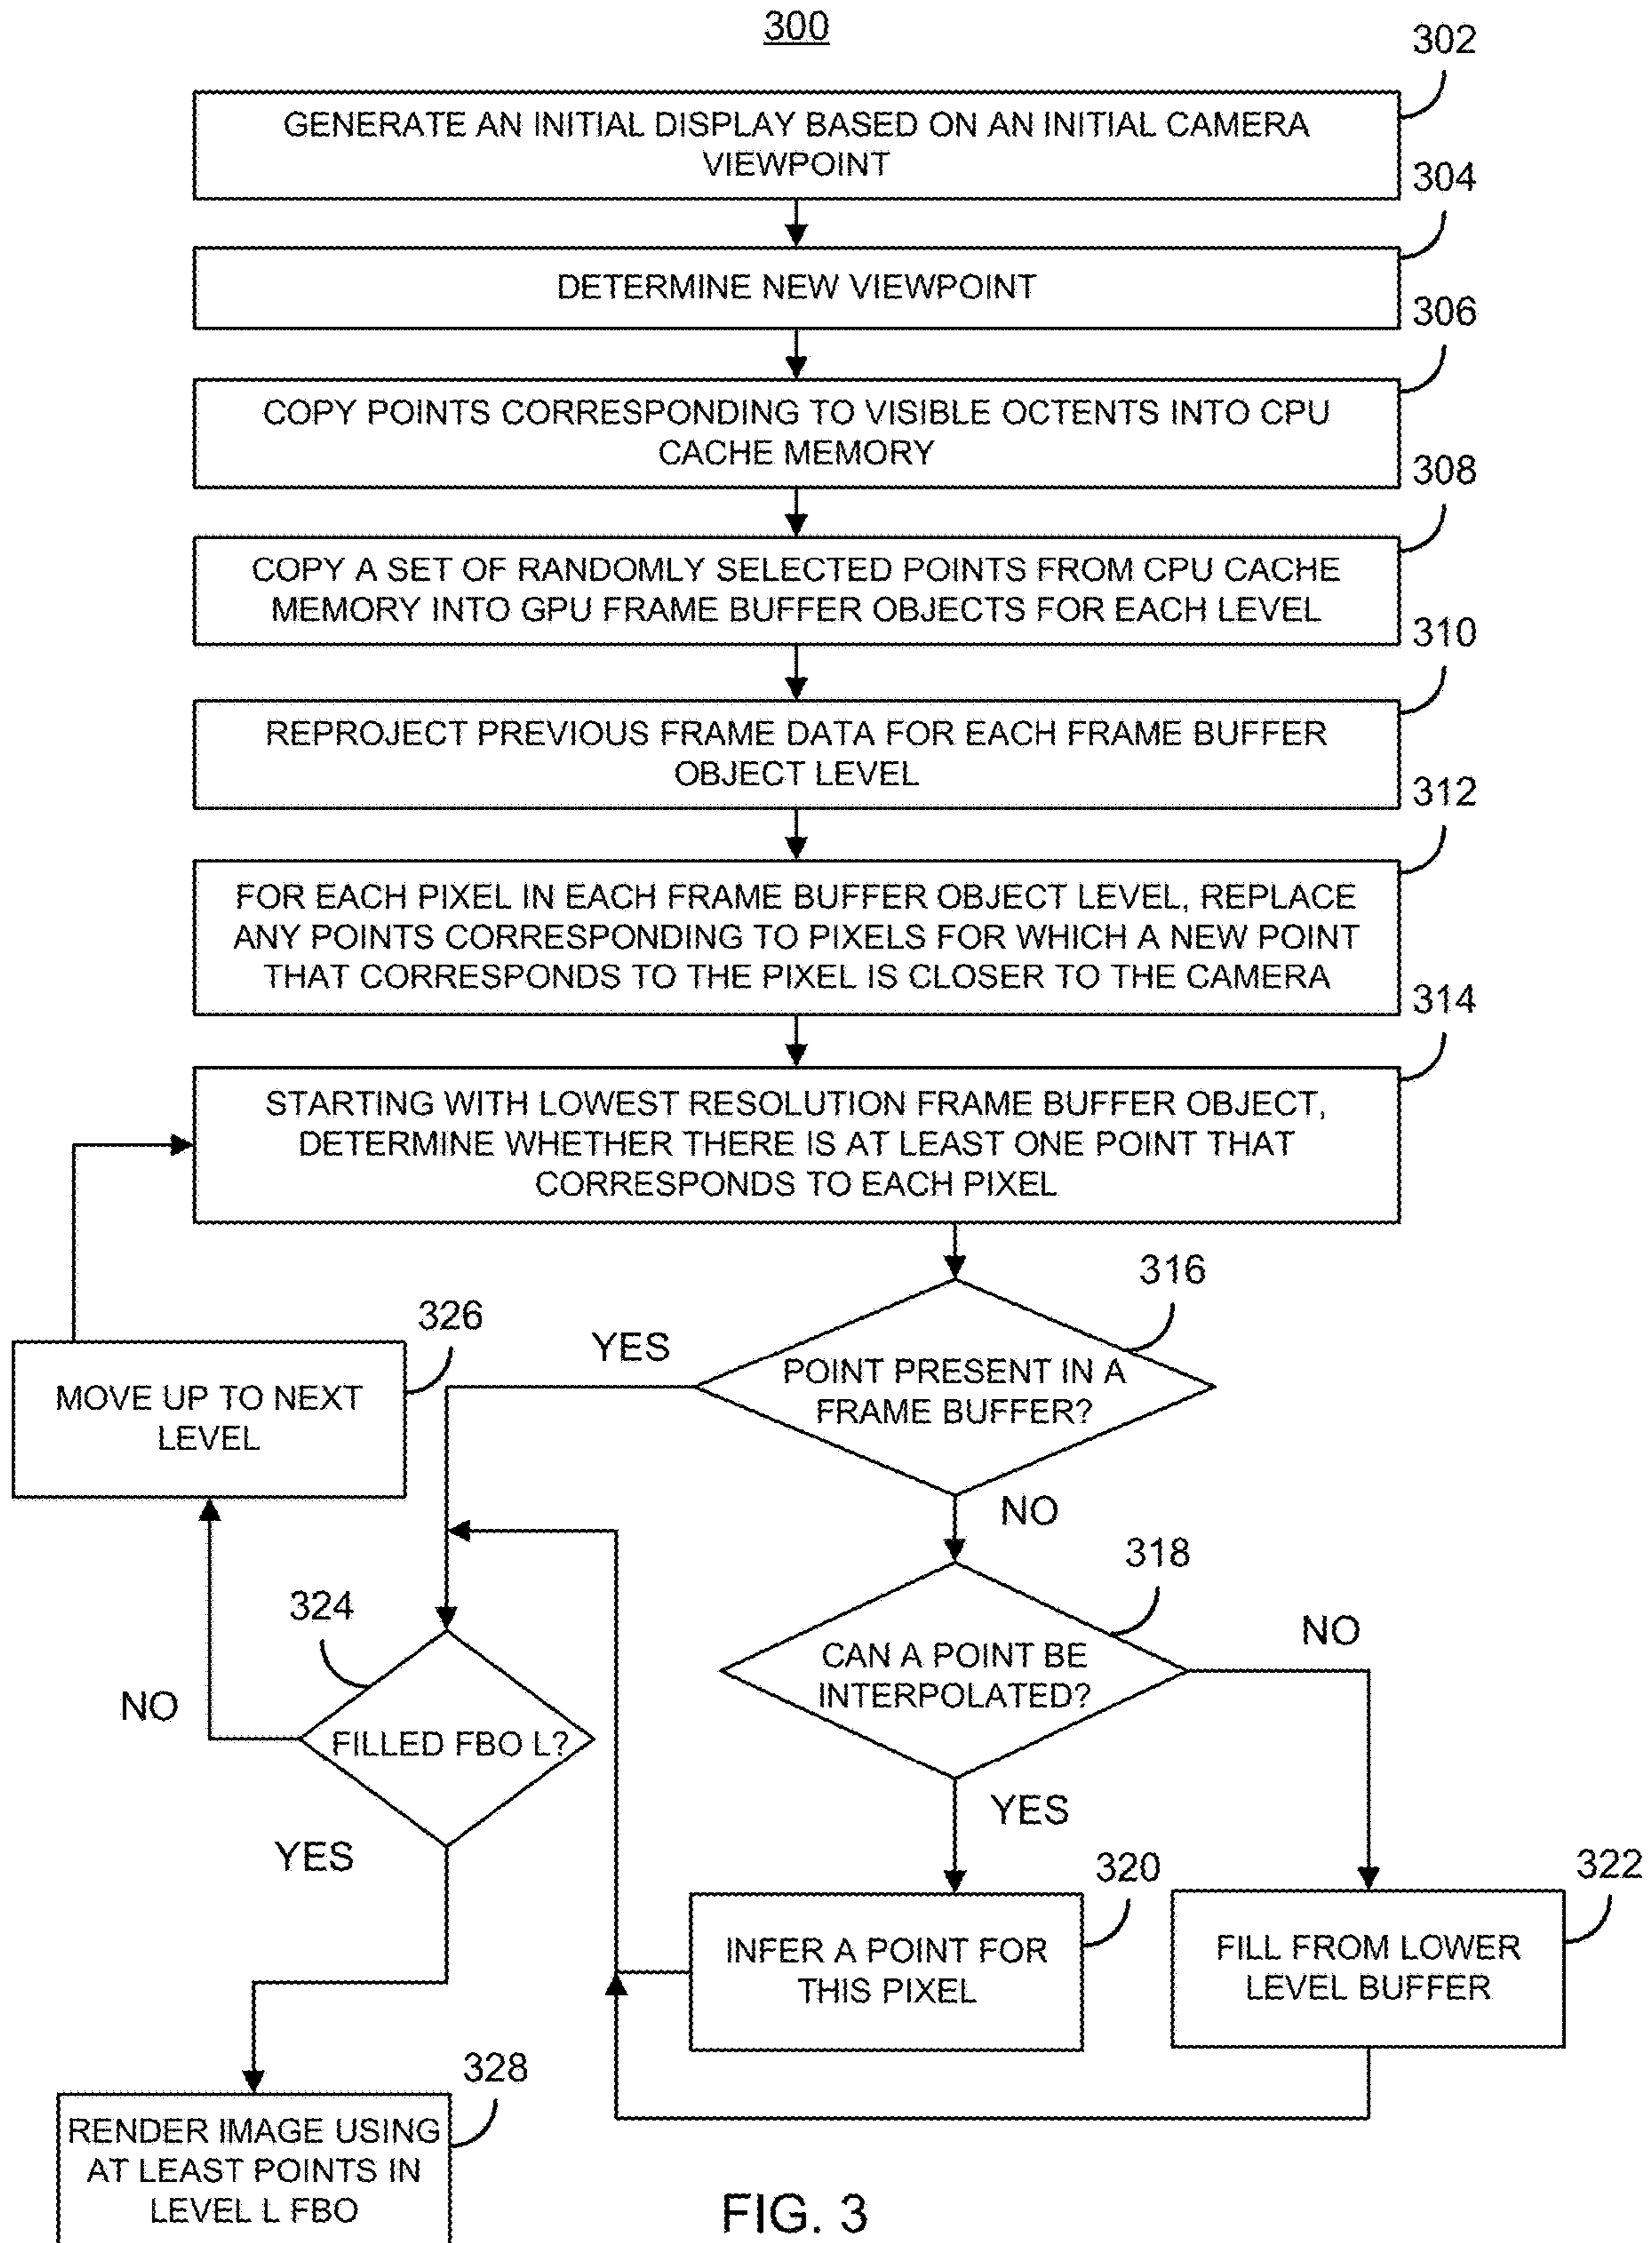 300
302
GENERATE AN INITIAL DISPLAY BASED ON AN INITIAL CAMERA
VIEWPOINT
304
DETERMINE NEW VIEWPOINT
306
COPY POINTS CORRESPONDING TO VISIBLE OCTENTS INTO CPU
CACHE MEMORY
308
COPY A SET OF RANDOMLY SELECTED POINTS FROM CPU CACHE
MEMORY INTO GPU FRAME BUFFER OBJECTS FOR EACH LEVEL
310
REPROJECT PREVIOUS FRAME DATA FOR EACH FRAME BUFFER
OBJECT LEVEL
312
FOR EACH PIXEL IN EACH FRAME BUFFER OBJECT LEVEL, REPLACE
ANY POINTS CORRESPONDING TO PIXELS FOR WHICH A NEW POINT
THAT CORRESPONDS TO THE PIXEL IS CLOSER TO THE CAMERA
314
STARTING WITH LOWEST RESOLUTION FRAME BUFFER OBJECT,
DETERMINE WHETHER THERE IS AT LEAST ONE POINT THAT
CORRESPONDS TO EACH PIXEL
316
POINT PRESENT IN A
FRAME BUFFER?
YES
NO
326
MOVE UP TO NEXT
LEVEL
318
CAN A POINT BE
INTERPOLATED?
NO
YES
324
FILLED FBO L?
NO
YES
320
INFER A POINT FOR
THIS PIXEL
322
FILL FROM LOWER
LEVEL BUFFER
328
RENDER IMAGE USING
AT LEAST POINTS IN
LEVEL L FBO
FIG. 3